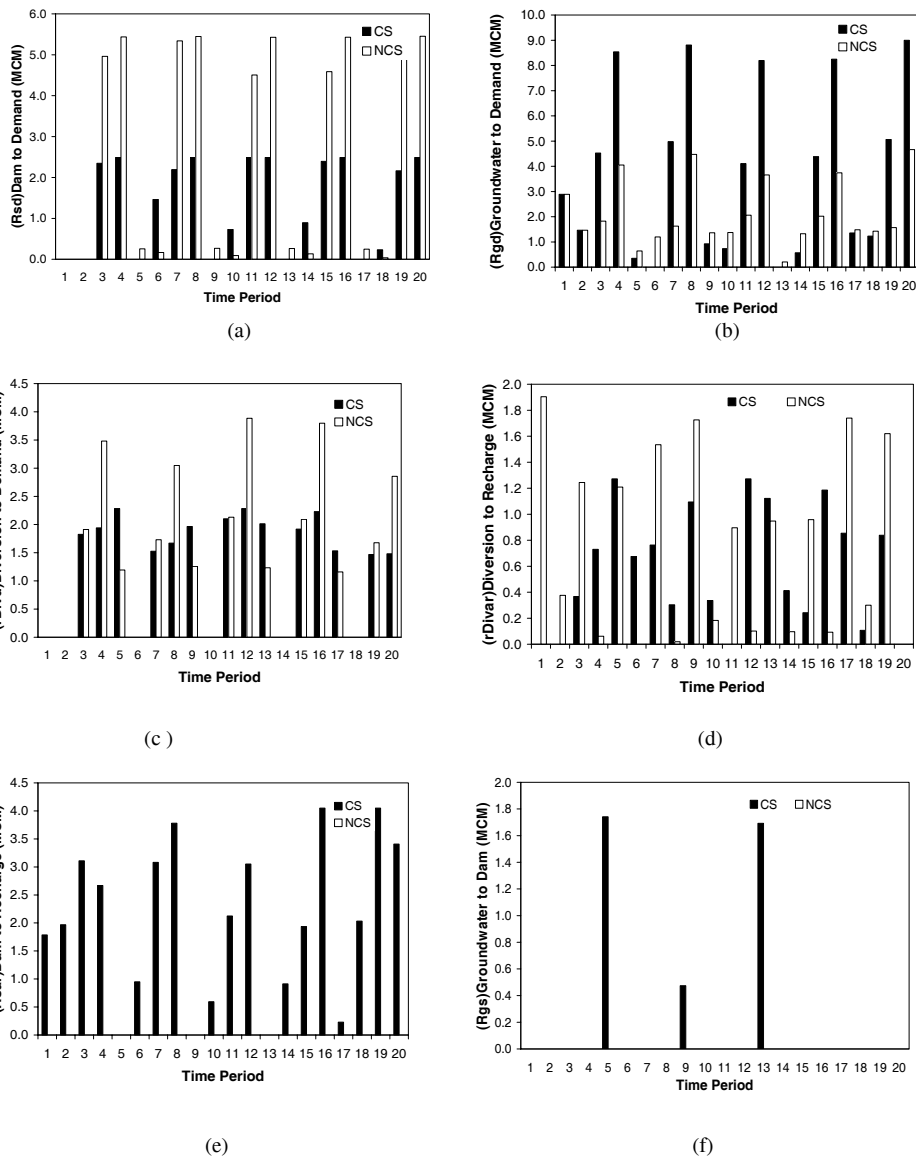 (Rsd)Dam to Demand (MCM)
6.0
5.0
4.0
3.0
2.0
1.0
0.0
CS
NCS
1 2 3 4 5 6 7 8 9 10 11 12 13 14 15 16 17 18 19 20
Time Period
(a)
(Rgd)Groundwater to Demand (MCM)
10.0
9.0
8.0
7.0
6.0
5.0
4.0
3.0
2.0
1.0
0.0
CS
NCS
1 2 3 4 5 6 7 8 9 10 11 12 13 14 15 16 17 18 19 20
Time Period
(b)
Diversion to Demand (MCM)
4.5
4.0
3.5
3.0
2.5
2.0
1.5
1.0
0.5
0.0
CS
NCS
1 2 3 4 5 6 7 8 9 10 11 12 13 14 15 16 17 18 19 20
Time Period
(c )
(rDivar)Diversion to Recharge (MCM)
2.0
1.8
1.6
1.4
1.2
1.0
0.8
0.6
0.4
0.2
0.0
CS NCS
1 2 3 4 5 6 7 8 9 10 11 12 13 14 15 16 17 18 19 20
Time Period
(d)
Dam to Recharge (MCM)
4.5
4.0
3.5
3.0
2.5
2.0
1.5
1.0
0.5
0.0
CS
NCS
1 2 3 4 5 6 7 8 9 10 11 12 13 14 15 16 17 18 19 20
Time Period
(e)
(Rgs)Groundwater to Dam (MCM)
2.0
1.8
1.6
1.4
1.2
1.0
0.8
0.6
0.4
0.2
0.0
CS NCS
1 2 3 4 5 6 7 8 9 10 11 12 13 14 15 16 17 18 19 20
Time Period
(f)